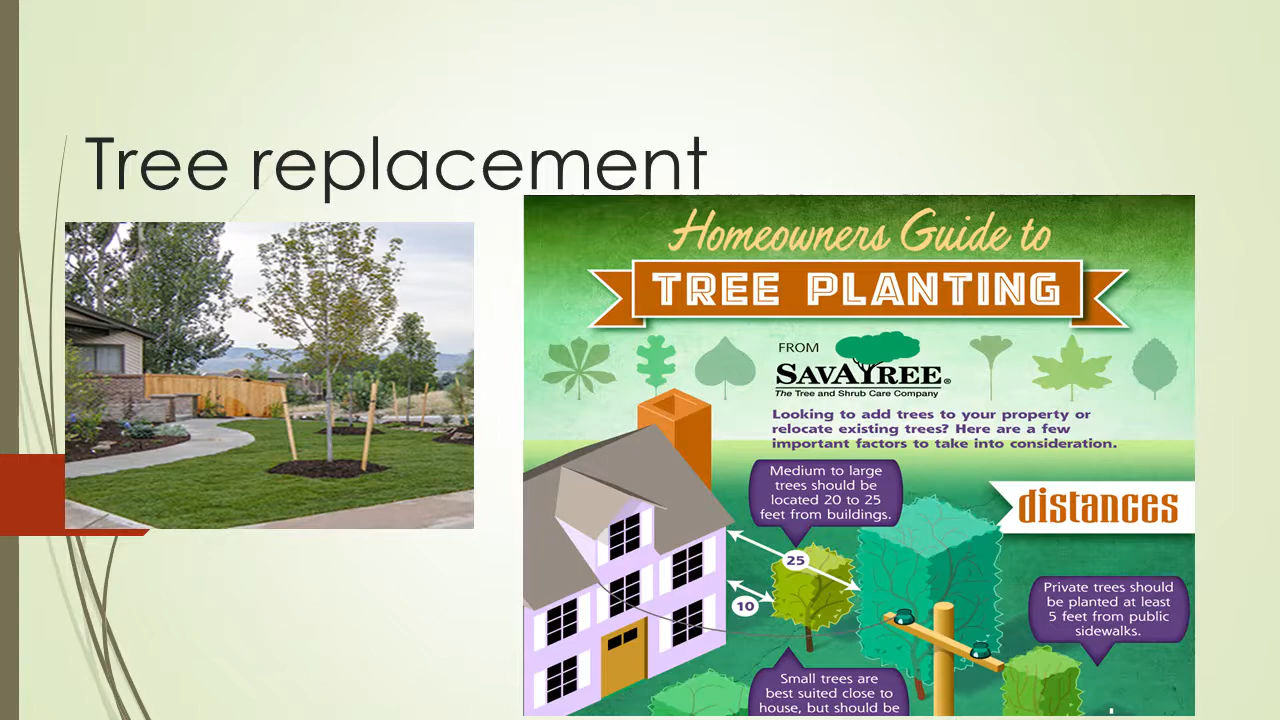 Tree replacement
Homeowners Guide to
TREE PLANTING
FROM
SAVATREE®
The Tree and Shrub Care Company
Looking to add trees to your property or
relocate existing trees? Here are a few
important factors to take into consideration.
Medium to large
trees should be
located 20 to 25
feet from buildings.
distances
25
10
Private trees should
be planted at least
5 feet from public
sidewalks.
Small trees are
best suited close to
house, but should be